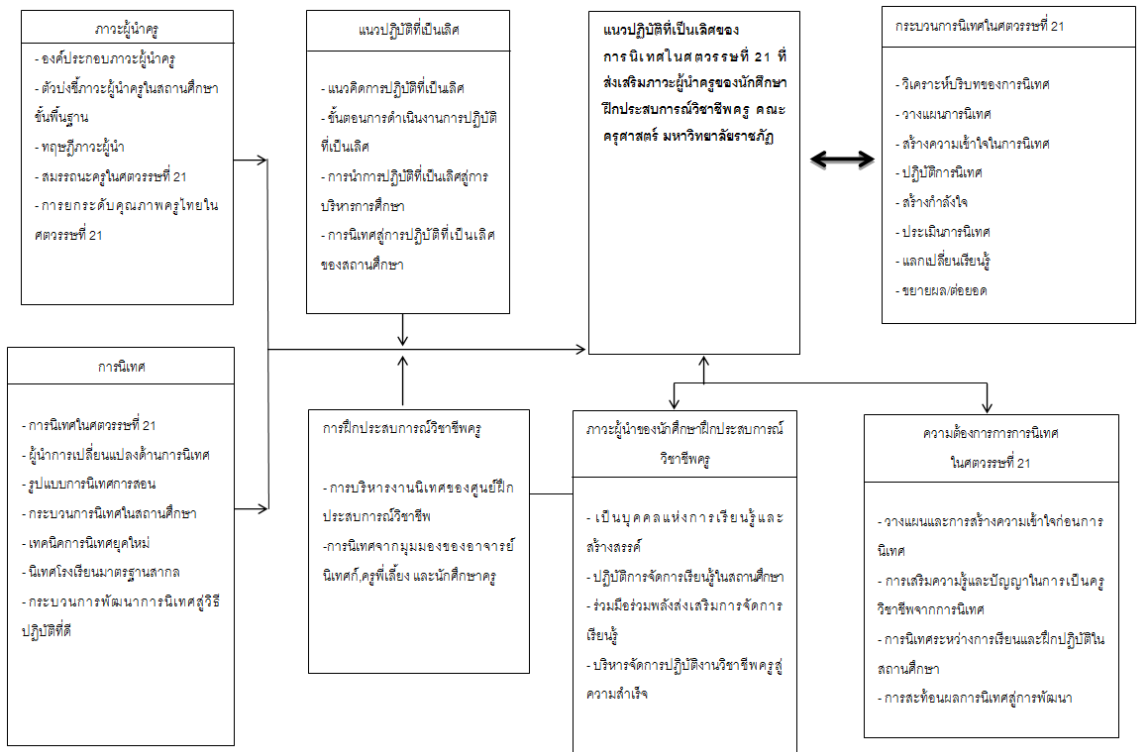 ภาวะผู้นำครู
- องค์ประกอบภาวะผู้นำครู
- ตัวบ่งชี้ภาวะผู้นำครูในสถานศึกษา
ขั้นพื้นฐาน
- ทฤษฎีภาวะผู้นำ
- สมรรถนะครูในศตวรรษที่ 21
- การยกระดับคุณภาพครูไทยใน
ศตวรรษที่ 21
แนวปฏิบัติที่เป็นเลิศ
- แนวคิดการปฏิบัติที่เป็นเลิศ
- ขั้นตอนการดำเนินงานการปฏิบัติ
ที่เป็นเลิศ
- การนำการปฏิบัติที่เป็นเลิศสู่การ
บริหารการศึกษา
- การนิเทศสู่การปฏิบัติที่เป็นเลิศ
ของสถานศึกษา
แนวปฏิบัติที่เป็นเลิศของ
การนิเทศในศตวรรษที่ 21 ที่
ส่งเสริมภาวะผู้นำครูของนักศึกษา
ฝึกประสบการณ์วิชาชีพครู คณะ
ครุศาสตร์ มหาวิทยาลัยราชภัฏ
กระบวนการนิเทศในศตวรรษที่ 21
- วิเคราะห์บริบทของการนิเทศ
- วางแผนการนิเทศ
- สร้างความเข้าใจในการนิเทศ
- ปฏิบัติการนิเทศ
- สร้างกำลังใจ
- ประเมินการนิเทศ
- แลกเปลี่ยนเรียนรู้
- ขยายผล/ต่อยอด
การนิเทศ
- การนิเทศในศตวรรษที่ 21
- ผู้นำการเปลี่ยนแปลงด้านการนิเทศ
- รูปแบบการนิเทศการสอน
- กระบวนการนิเทศในสถานศึกษา
- เทคนิคการนิเทศยุคใหม่
- นิเทศโรงเรียนมาตรฐานสากล
- กระบวนการพัฒนาการนิเทศสู่วิธี
ปฏิบัติที่ดี
การฝึกประสบการณ์วิชาชีพครู
- การบริหารงานนิเทศของศูนย์ฝึก
ประสบการณ์วิชาชีพ
-การนิเทศจากมุมมองของอาจารย์
นิเทศก์,ครูพี่เลี้ยง และนักศึกษาครู
ภาวะผู้นำของนักศึกษาฝึกประสบการณ์
วิชาชีพครู
- เป็นบุคคลแห่งการเรียนรู้และ
สร้างสรรค์
- ปฏิบัติการจัดการเรียนรู้ในสถานศึกษา
- ร่วมมือร่วมพลังส่งเสริมการจัดการ
เรียนรู้
- บริหารจัดการปฏิบัติงานวิชาชีพครูสู่
ความสำเร็จ
ความต้องการการการนิเทศ
ในศตวรรษที่ 21
- วางแผนและการสร้างความเข้าใจก่อนการ
นิเทศ
- การเสริมความรู้และปัญญาในการเป็นครู
วิชาชีพจากการนิเทศ
- การนิเทศระหว่างการเรียนและฝึกปฏิบัติใน
สถานศึกษา
- การสะท้อนผลการนิเทศสู่การพัฒนา